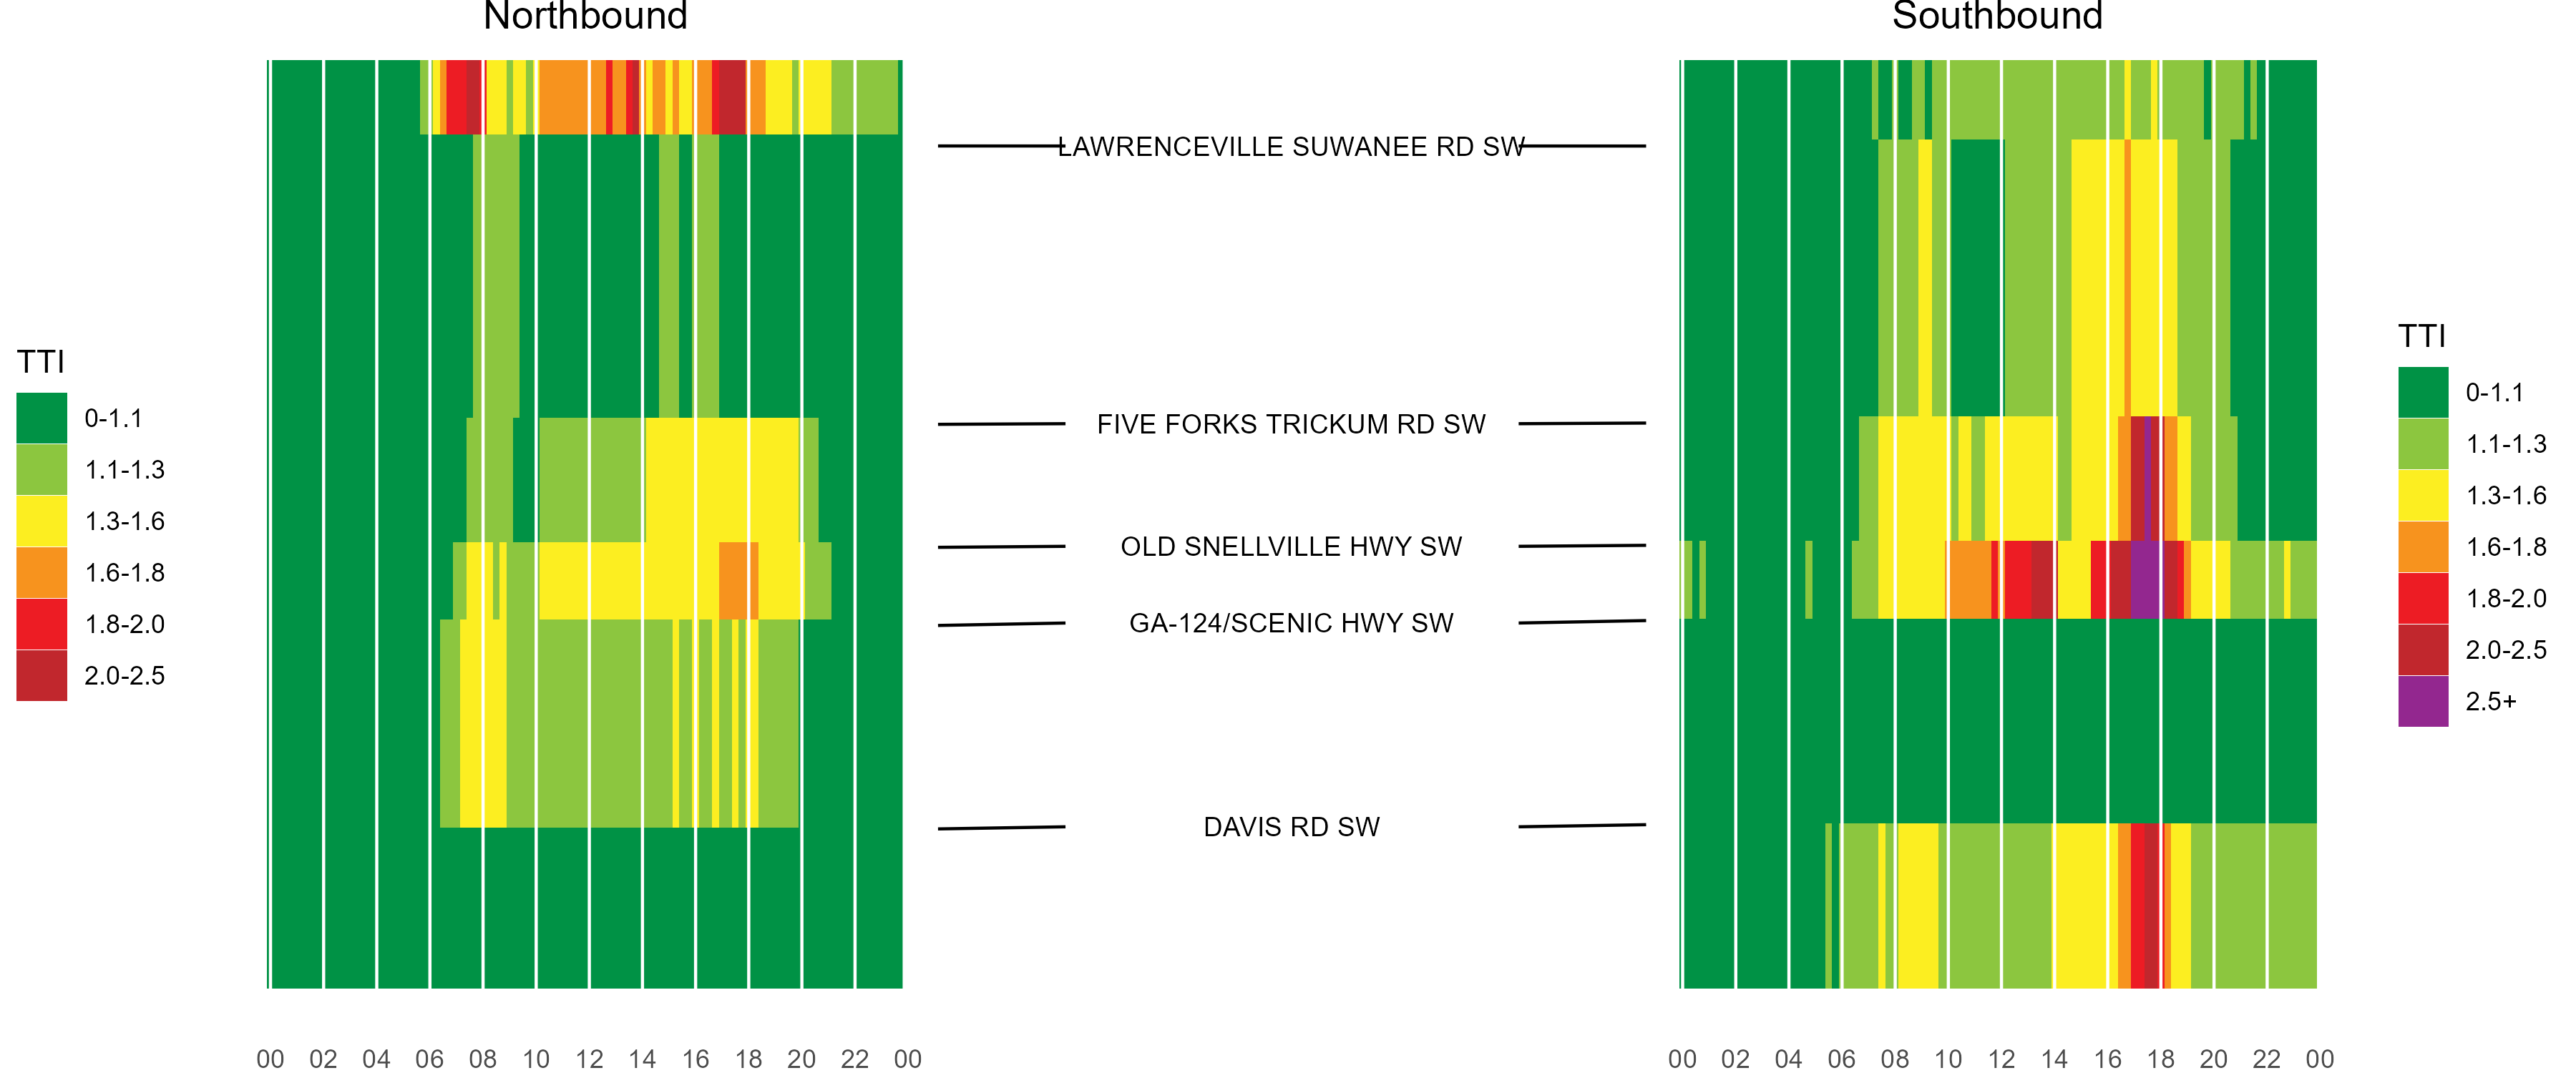 Northbound
Southbound
LAWRENCEVILLE SUWANEE RD SW
FIVE FORKS TRICKUM RD SW
OLD SNELLVILLE HWY SW
GA-124/SCENIC HWY SW
DAVIS RD SW
TTI
0-1.1
1.1-1.3
1.3-1.6
1.6-1.8
1.8-2.0
2.0-2.5
TTI
0-1.1
1.1-1.3
1.3-1.6
1.6-1.8
1.8-2.0
2.0-2.5
2.5+
00 02 04 06 08 10 12 14 16 18 20 22 00
00 02 04 06 08 10 12 14 16 18 20 22 00